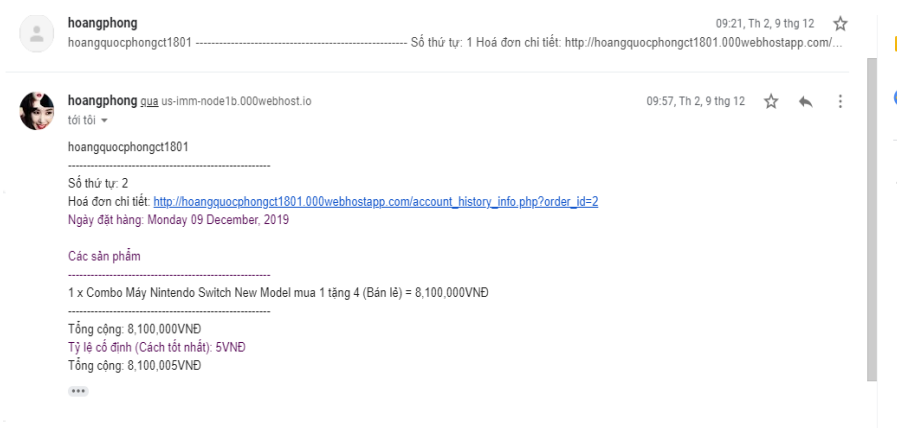 hoangphong
09:21, Th 2, 9 thg 12
hoangquocphongct1801 ------------------------------------------------------ Số thứ tự: 1 Hoá đơn chi tiết: http://hoangquocphongct1801.000webhostapp.com/...
hoangphong qua us-imm-node1b.000webhost.io
09:57, Th 2, 9 thg 12
tới tôi
hoangquocphongct1801
------------------------------------------------------
Số thứ tự: 2
Hoá đơn chi tiết: http://hoangquocphongct1801.000webhostapp.com/account_history_info.php?order_id=2
Ngày đặt hàng: Monday 09 December, 2019
Các sản phẩm
------------------------------------------------------
1 x Combo Máy Nintendo Switch New Model mua 1 tặng 4 (Bán lẻ) = 8,100,000VNĐ
------------------------------------------------------
Tổng cộng: 8,100,000VNĐ
Tỷ lệ cố định (Cách tốt nhất): 5VNĐ
Tổng cộng: 8,100,005VNĐ